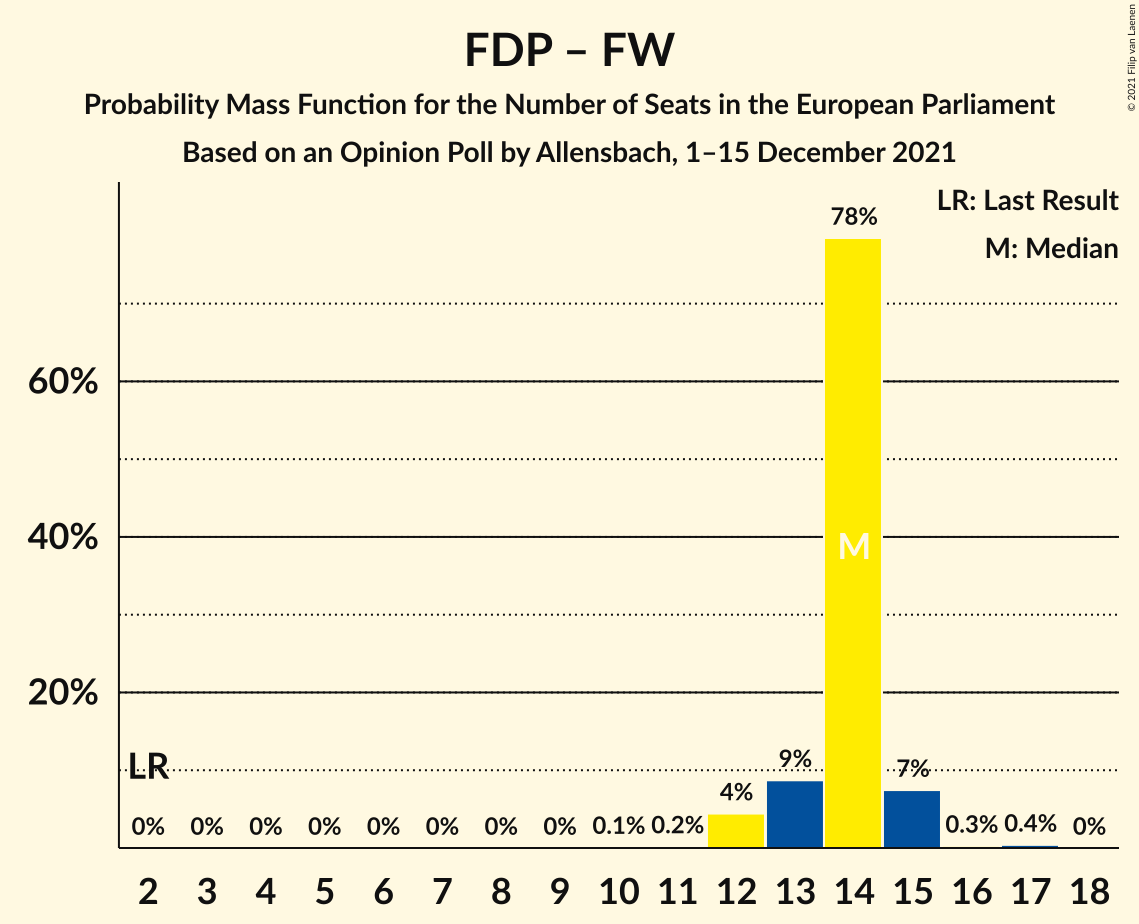 FDP – FW
Probability Mass Function for the Number of Seats in the European Parliament
Based on an Opinion Poll by Allensbach, 1–15 December 2021
© 2021 Filip van Laenen
LR: Last Result
M: Median
78%
60%
40%
M
20%
LR
0% 0% 0% 0% 0% 0% 0% 0% 0.1% 0.2% 4% 9% 7% 0.3% 0.4% 0%
2 3 4 5 6 7 8 9 10 11 12 13 14 15 16 17 18